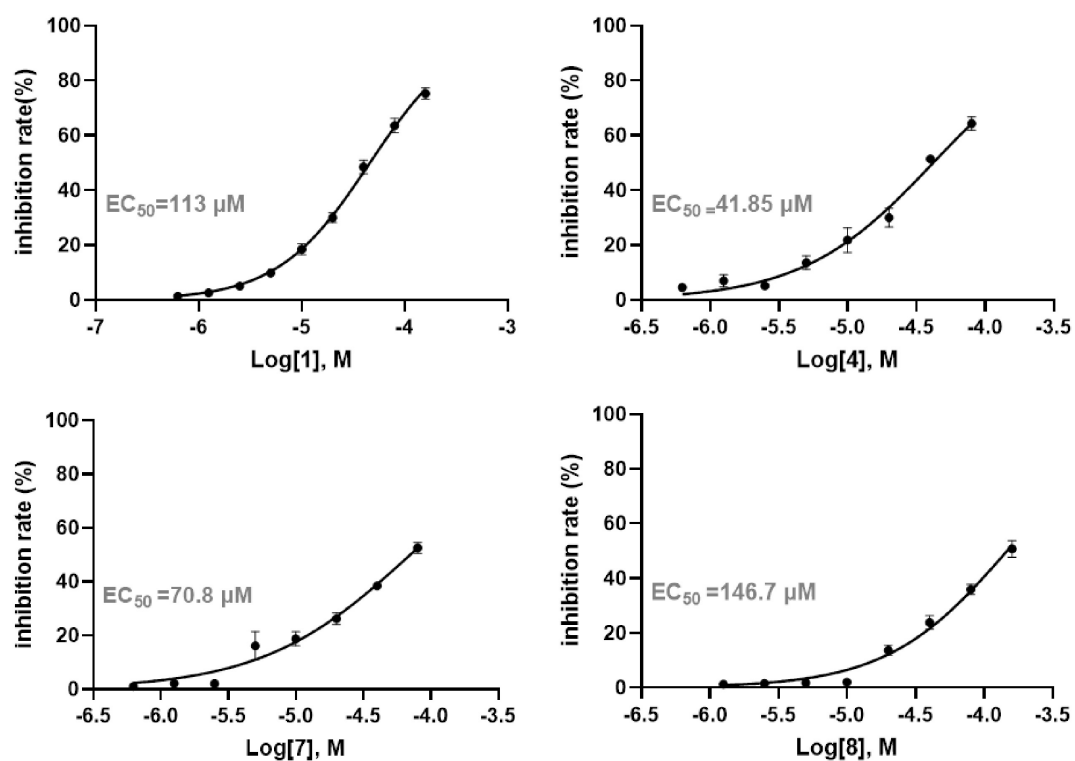 100
80
60
40
20
0
inhibition rate(%)
EC50=113 µM
-7 -6 -5 -4 -3
Log[1], M
100
80
60
40
20
0
inhibition rate (%)
EC50 =41.85 µM
-6.5 -6.0 -5.5 -5.0 -4.5 -4.0 -3.5
Log[4], M
100
80
60
40
20
0
inhibition rate (%)
EC50 =70.8 µM
-6.5 -6.0 -5.5 -5.0 -4.5 -4.0 -3.5
Log[7], M
100
80
60
40
20
0
inhibition rate (%)
EC50 =146.7 µM
-6.5 -6.0 -5.5 -5.0 -4.5 -4.0 -3.5
Log[8], M